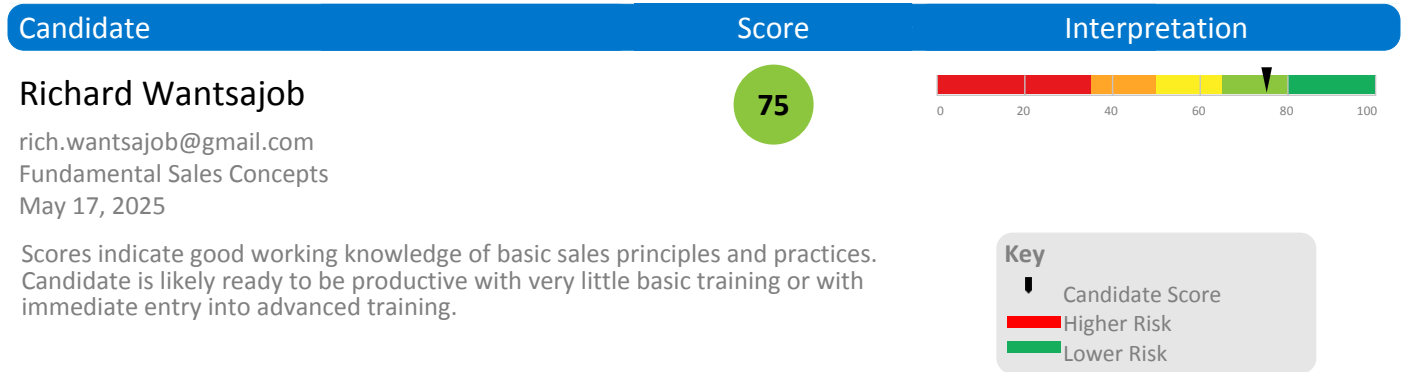 Candidate Score Interpretation
Richard Wantsajob
75
0 20 40 60 80 100
rich.wantsajob@gmail.com
Fundamental Sales Concepts
May 17, 2025
Scores indicate good working knowledge of basic sales principles and practices.
Candidate is likely ready to be productive with very little basic training or with
immediate entry into advanced training.
Key
Candidate Score
Higher Risk
Lower Risk